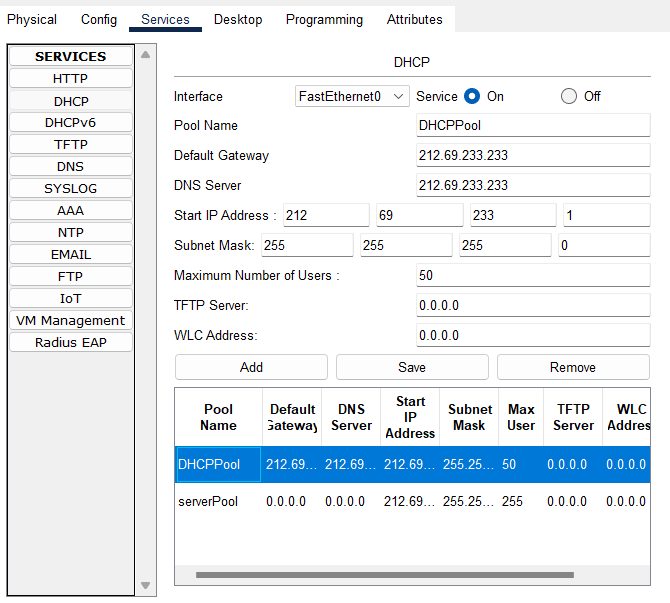 Physical Config Services Desktop Programming Attributes
SERVICES
HTTP
DHCP
DHCPv6
TFTP
DNS
SYSLOG
AAA
NTP
EMAIL
FTP
IoT
VM Management
Radius EAP
DHCP
Interface FastEthernet0 Service On Off
Pool Name DHCPPool
Default Gateway 212.69.233.233
DNS Server 212.69.233.233
Start IP Address : 212 69 233 1
Subnet Mask: 255 255 255 0
Maximum Number of Users : 50
TFTP Server: 0.0.0.0
WLC Address: 0.0.0.0
Add Save Remove
Pool Name Default Gateway DNS Server Start IP Address Subnet Mask Max User TFTP Server WLC Addres
DHCPPool 212.69... 212.69... 212.69... 255.25... 50 0.0.0.0 0.0.0.0
serverPool 0.0.0.0 0.0.0.0 212.69... 255.25... 255 0.0.0.0 0.0.0.0